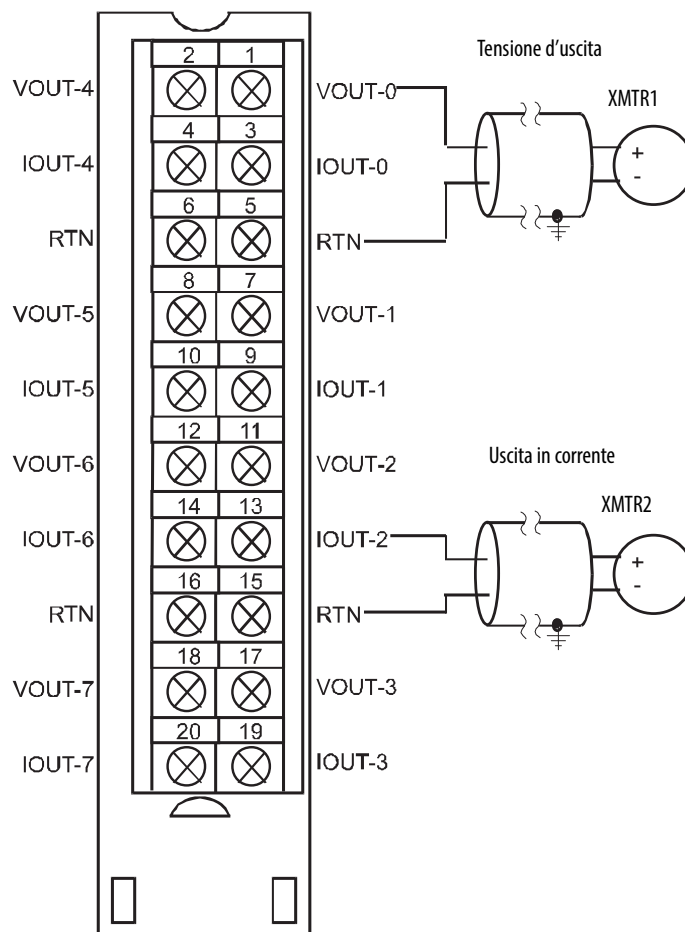 2 1
Tensione d'uscita
VOUT-4
VOUT-0
XMTR1
4 3
+
-
IOUT-4
IOUT-0
6 5
RTN
RTN
8 7
VOUT-5
VOUT-1
10 9
IOUT-5
IOUT-1
12 11
VOUT-6
VOUT-2
Uscita in corrente
14 13
XMTR2
IOUT-6
IOUT-2
+
-
16 15
RTN
RTN
18 17
VOUT-7
VOUT-3
20 19
IOUT-7
IOUT-3